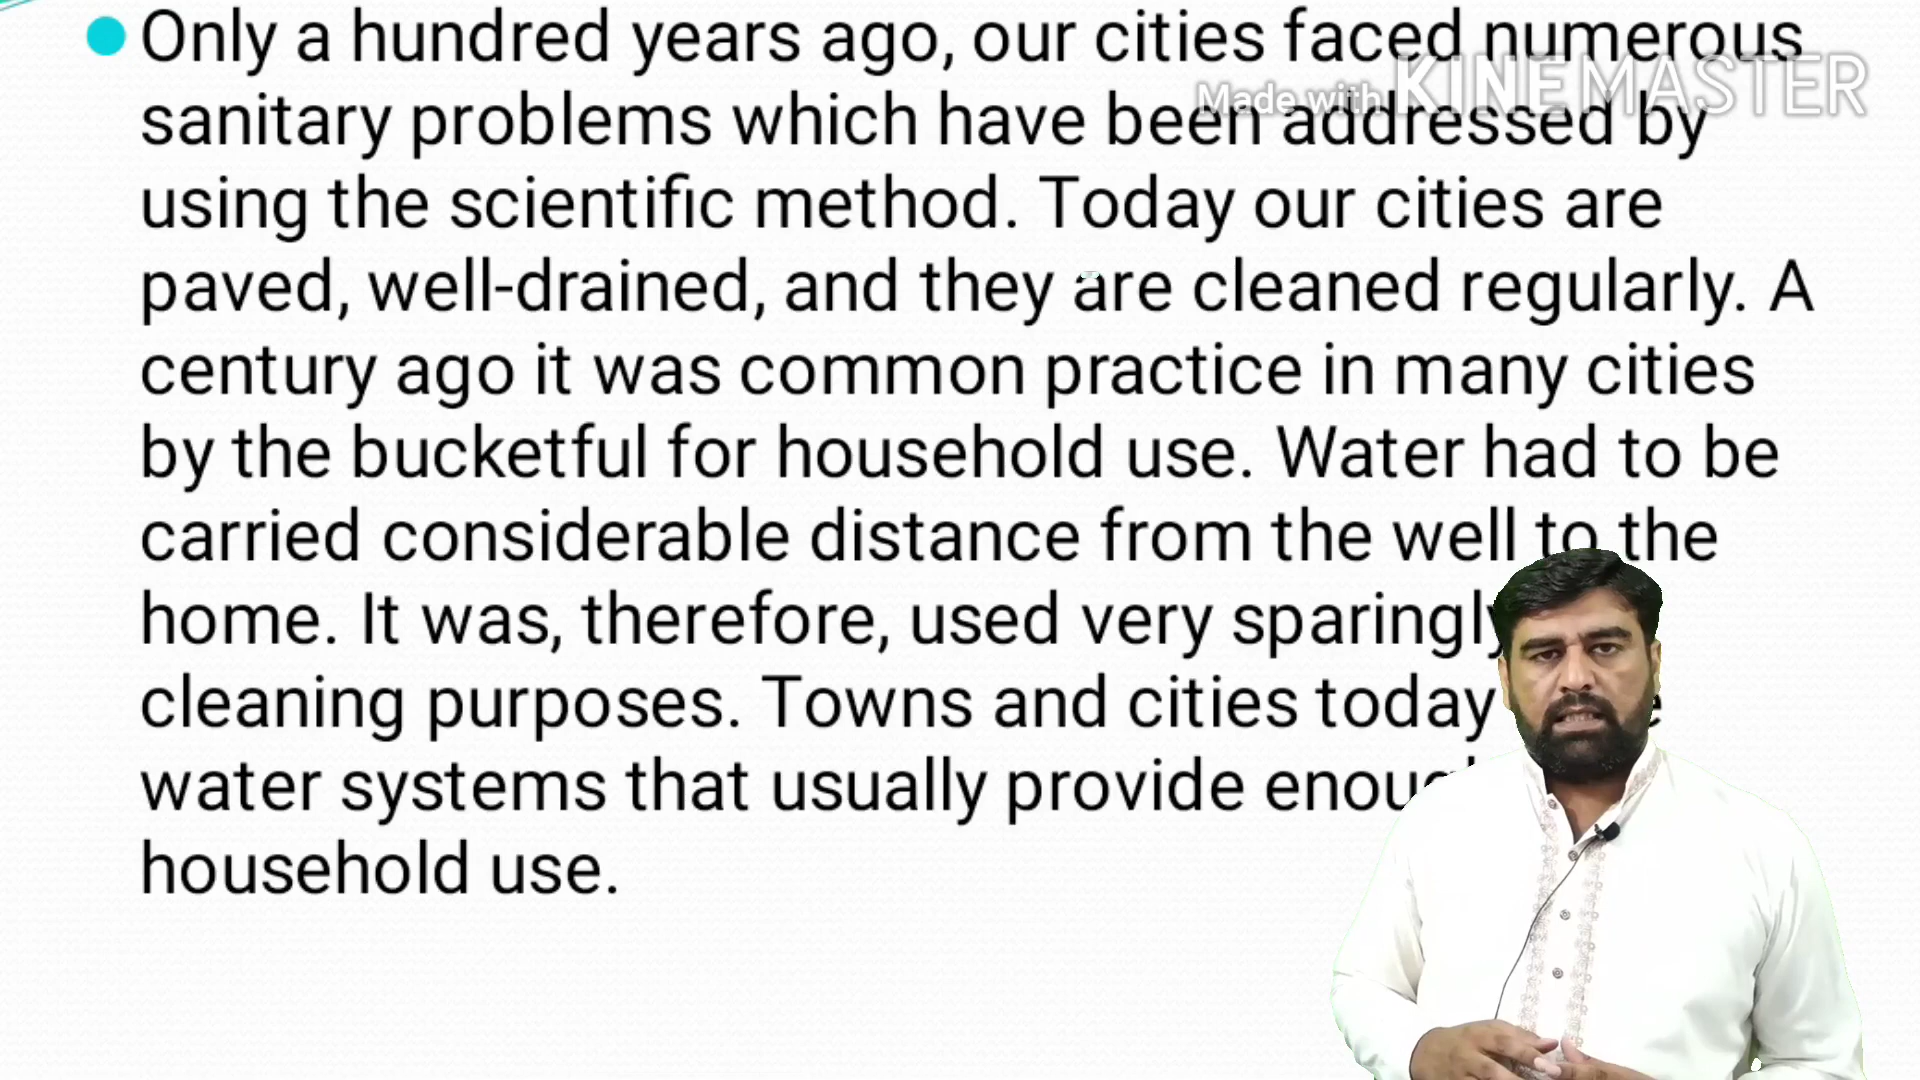 Only a hundred years ago, our cities faced numerous
Made with KINEMASTER
sanitary problems which have been addressed by
using the scientific method. Today our cities are
paved, well-drained, and they are cleaned regularly. A
century ago it was common practice in many cities
by the bucketful for household use. Water had to be
carried considerable distance from the well to the
home. It was, therefore, used very sparingly
cleaning purposes. Towns and cities today
water systems that usually provide
household use.